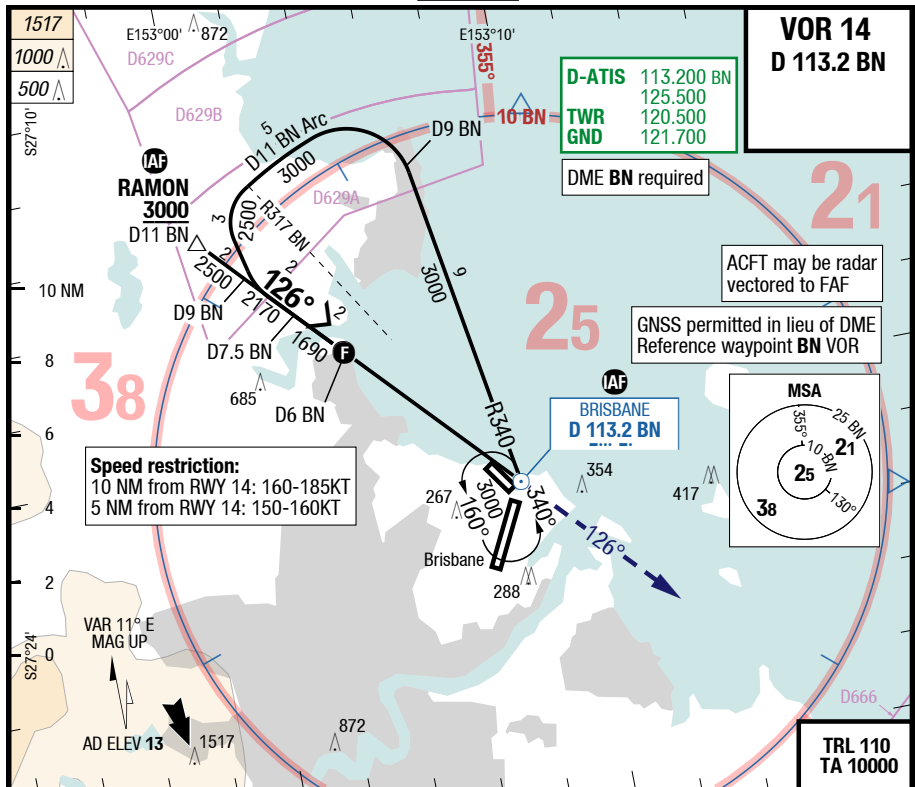 1517
1000
500
E153°00'
872
D629C
E153°10'
355°
VOR 14
D 113.2 BN
D-ATIS 113.200 BN
125.500
TWR 120.500
GND 121.700
10 BN
D629B
S27°10'
5
D11 BN Arc
3000
D9 BN
DME BN required
IAF
RAMON
3000
D11 BN
D629A
21
3
2500
R317 BN
2
2500
2
126°
2
9
3000
ACFT may be radar
vectored to FAF
10 NM
D9 BN
2170
25
GNSS permitted in lieu of DME
Reference waypoint BN VOR
D7.5 BN
1690
F
8
38
685
D6 BN
IAF
BRISBANE
D 113.2 BN
R340
MSA
355°
25 BN
10 BN
21
25
38
130°
6
Speed restriction:
10 NM from RWY 14: 160-185KT
5 NM from RWY 14: 150-160KT
354
417
4
267
3000
160°
340°
126°
Brisbane
288
2
VAR 11° E
MAG UP
S27°24'
0
D666
AD ELEV 13
1517
872
TRL 110
TA 10000